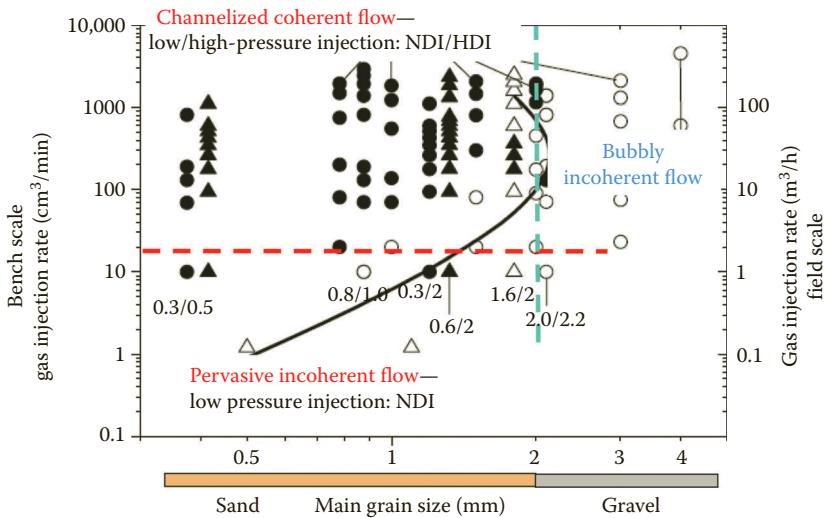 Channelized coherent flow—
low/high-pressure injection: NDI/HDI
10,000
1000
100
10
1
0.1
Bench scale
gas injection rate (cm³/min)
100
10
1
0.1
Gas injection rate (m³/h)
field scale
Bubbly
incoherent flow
0.3/0.5
0.8/1.0
0.3/2
0.6/2
1.6/2
2.0/2.2
Pervasive incoherent flow—
low pressure injection: NDI
0.5
1
2
3
4
Sand
Main grain size (mm)
Gravel